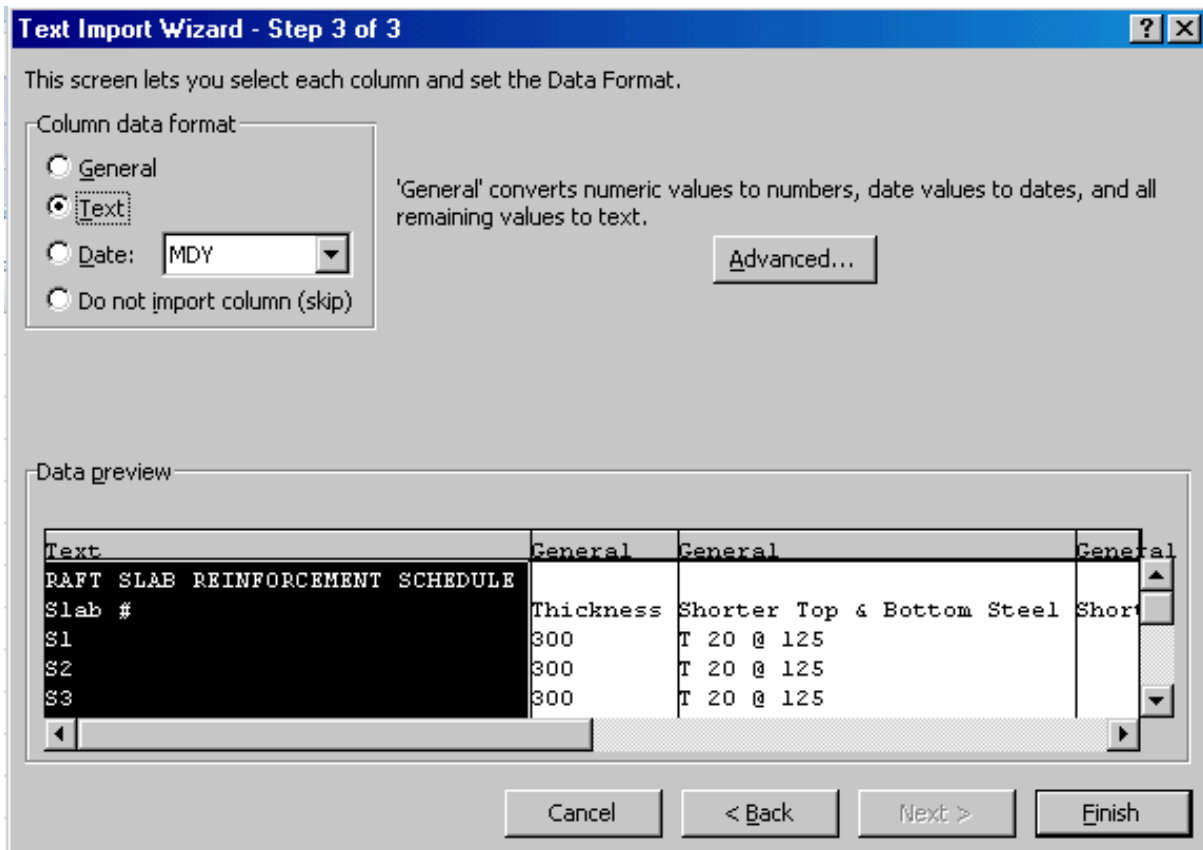 Text Import Wizard - Step 3 of 3
This screen lets you select each column and set the Data Format.
Column data format
General
Text
Date: MDY
Do not import column (skip)
'General' converts numeric values to numbers, date values to dates, and all
remaining values to text.
Advanced...
Data preview
Text General General General
RAFT SLAB REINFORCEMENT SCHEDULE
Slab # Thickness Shorter Top & Bottom Steel Short
S1 300 T 20 @ 125
S2 300 T 20 @ 125
S3 300 T 20 @ 125
Cancel < Back Next > Finish